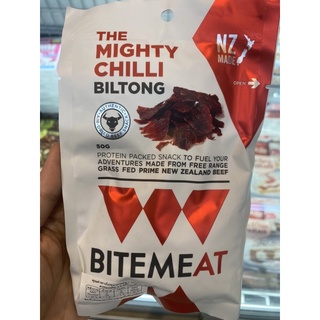 THE
MIGHTY
CHILLI
BILTONG
NZ
MADE
OPEN
50G
PROTEIN PACKED SNACK TO FUEL YOUR
ADVENTURES MADE FROM FREE RANGE
GRASS FED PRIME NEW ZEALAND BEEF
BITEMEAT